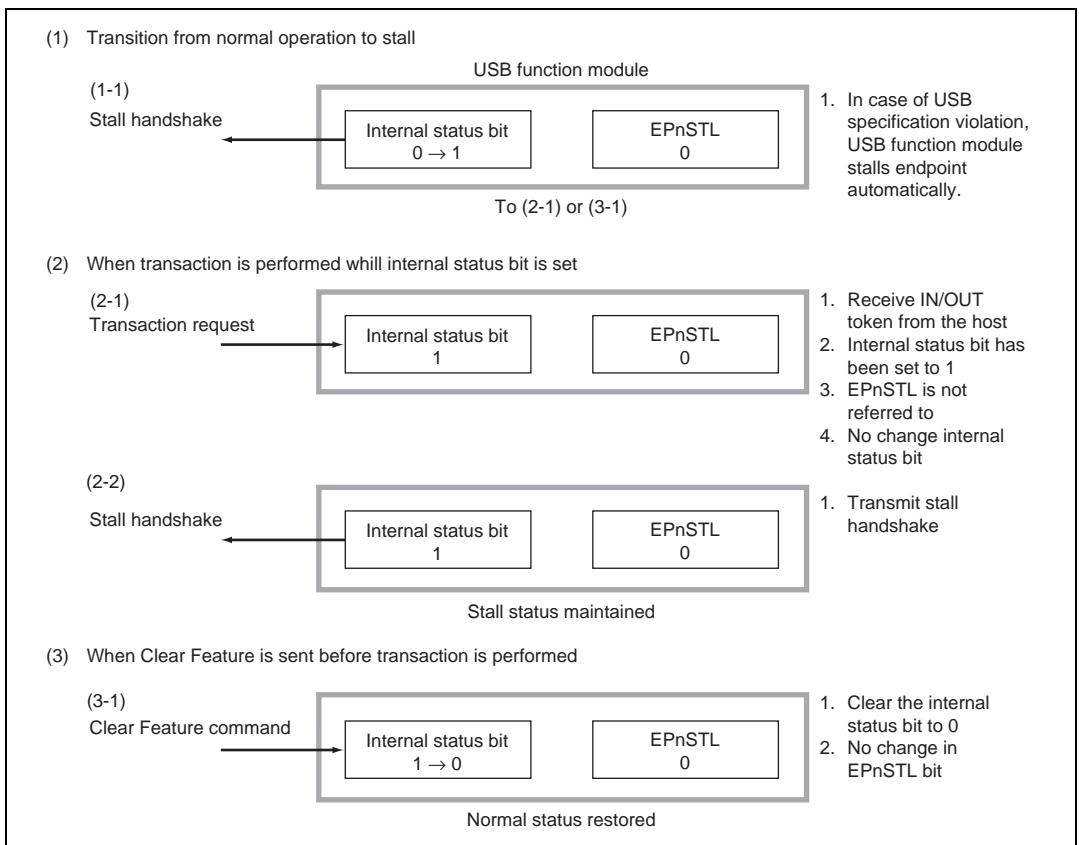 (1) Transition from normal operation to stall
USB function module
(1-1)
Stall handshake
Internal status bit
0 → 1
EPnSTL
0
1. In case of USB
specification violation,
USB function module
stalls endpoint
automatically.
To (2-1) or (3-1)
(2) When transaction is performed whill internal status bit is set
(2-1)
Transaction request
Internal status bit
1
EPnSTL
0
1. Receive IN/OUT
token from the host
2. Internal status bit has
been set to 1
3. EPnSTL is not
referred to
4. No change internal
status bit
(2-2)
Stall handshake
Internal status bit
1
EPnSTL
0
1. Transmit stall
handshake
Stall status maintained
(3) When Clear Feature is sent before transaction is performed
(3-1)
Clear Feature command
Internal status bit
1 → 0
EPnSTL
0
1. Clear the internal
status bit to 0
2. No change in
EPnSTL bit
Normal status restored